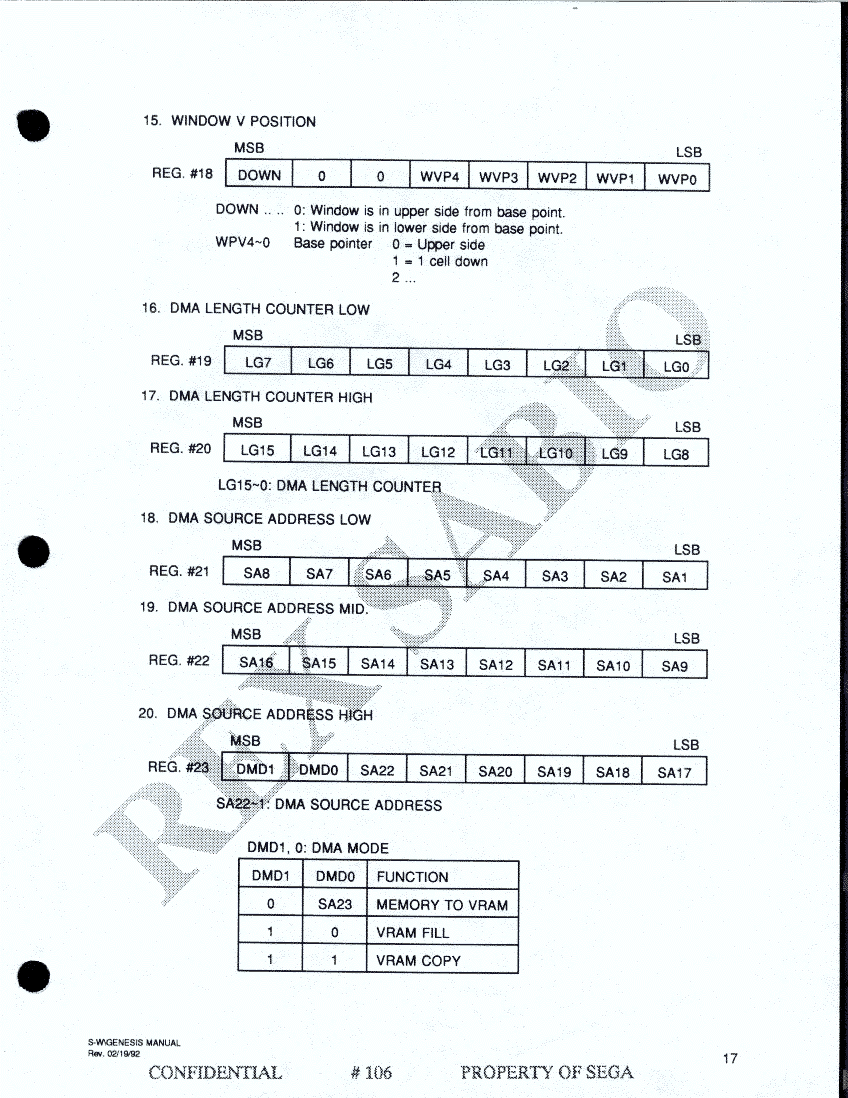 15. WINDOW V POSITION
MSB LSB
REG. #18 DOWN 0 0 WVP4 WVP3 WVP2 WVP1 WVP0
DOWN .. .. 0: Window is in upper side from base point.
1: Window is in lower side from base point.
WPV4~0 Base pointer 0 = Upper side
1 = 1 cell down
2 ...
16. DMA LENGTH COUNTER LOW
MSB LSB
REG. #19 LG7 LG6 LG5 LG4 LG3 LG2 LG1 LG0
17. DMA LENGTH COUNTER HIGH
MSB LSB
REG. #20 LG15 LG14 LG13 LG12 LG11 LG10 LG9 LG8
LG15~0: DMA LENGTH COUNTER
18. DMA SOURCE ADDRESS LOW
MSB LSB
REG. #21 SA8 SA7 SA6 SA5 SA4 SA3 SA2 SA1
19. DMA SOURCE ADDRESS MID.
MSB LSB
REG. #22 SA16 SA15 SA14 SA13 SA12 SA11 SA10 SA9
20. DMA SOURCE ADDRESS HIGH
MSB LSB
REG. #23 DMD1 DMD0 SA22 SA21 SA20 SA19 SA18 SA17
SA22~1: DMA SOURCE ADDRESS
DMD1, 0: DMA MODE
DMD1 DMD0 FUNCTION
0 SA23 MEMORY TO VRAM
1 0 VRAM FILL
1 1 VRAM COPY
REX SABIO
S-W\GENESIS MANUAL
Rev. 02/19/92
17
CONFIDENTIAL # 106 PROPERTY OF SEGA